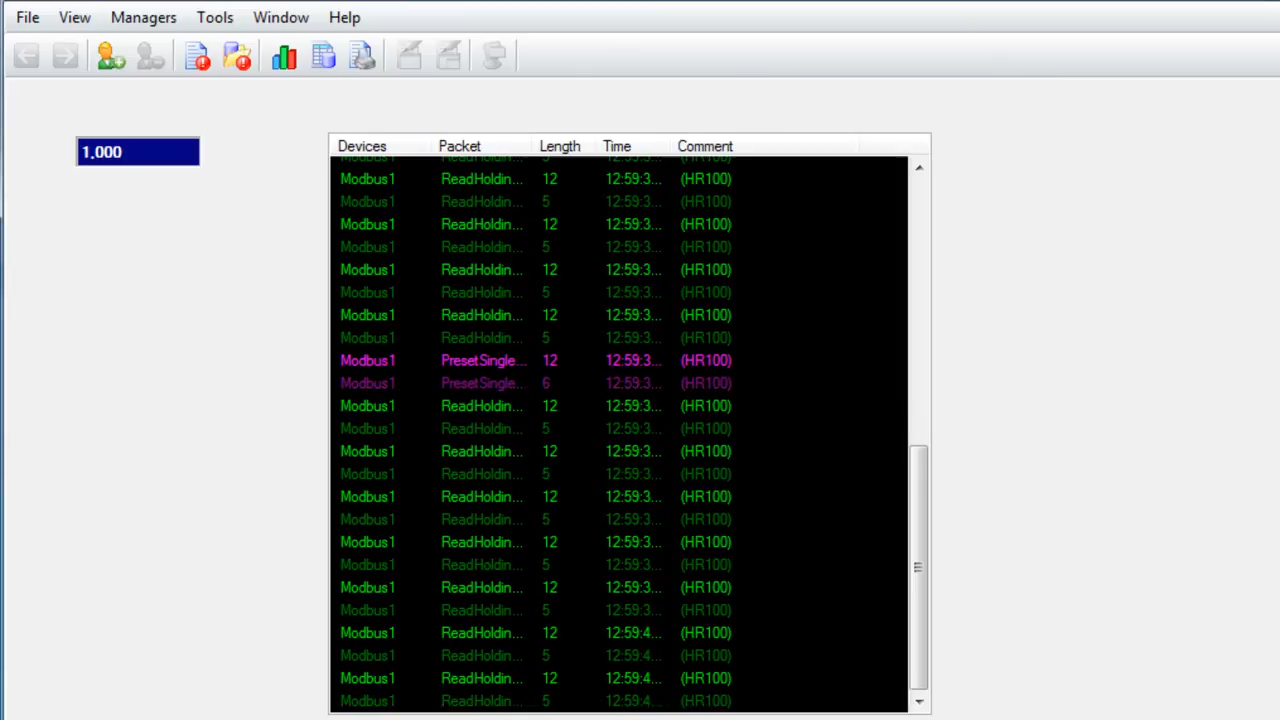 File View Managers Tools Window Help
1.000
Devices Packet Length Time Comment
Modbus1 ReadHoldin... 5 12:59:3... (HR100)
Modbus1 ReadHoldin... 12 12:59:3... (HR100)
Modbus1 ReadHoldin... 5 12:59:3... (HR100)
Modbus1 ReadHoldin... 12 12:59:3... (HR100)
Modbus1 ReadHoldin... 5 12:59:3... (HR100)
Modbus1 ReadHoldin... 12 12:59:3... (HR100)
Modbus1 ReadHoldin... 5 12:59:3... (HR100)
Modbus1 ReadHoldin... 12 12:59:3... (HR100)
Modbus1 ReadHoldin... 5 12:59:3... (HR100)
Modbus1 PresetSingle... 12 12:59:3... (HR100)
Modbus1 PresetSingle... 6 12:59:3... (HR100)
Modbus1 ReadHoldin... 12 12:59:3... (HR100)
Modbus1 ReadHoldin... 5 12:59:3... (HR100)
Modbus1 ReadHoldin... 12 12:59:3... (HR100)
Modbus1 ReadHoldin... 5 12:59:3... (HR100)
Modbus1 ReadHoldin... 12 12:59:3... (HR100)
Modbus1 ReadHoldin... 5 12:59:3... (HR100)
Modbus1 ReadHoldin... 12 12:59:3... (HR100)
Modbus1 ReadHoldin... 5 12:59:3... (HR100)
Modbus1 ReadHoldin... 12 12:59:3... (HR100)
Modbus1 ReadHoldin... 5 12:59:3... (HR100)
Modbus1 ReadHoldin... 12 12:59:4... (HR100)
Modbus1 ReadHoldin... 5 12:59:4... (HR100)
Modbus1 ReadHoldin... 12 12:59:4... (HR100)
Modbus1 ReadHoldin... 5 12:59:4... (HR100)